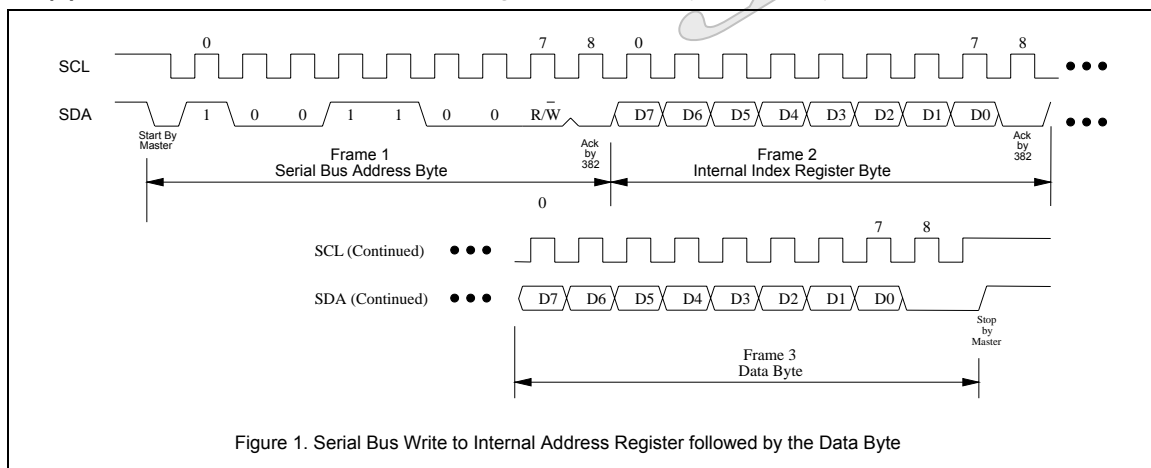 0 7 8 0 7 8
SCL
SDA 1 0 0 1 1 0 0 R/W̅ D7 D6 D5 D4 D3 D2 D1 D0
Start By
Master
Ack
by
382
Ack
by
382
Frame 1
Serial Bus Address Byte
Frame 2
Internal Index Register Byte
0 7 8
SCL (Continued)
SDA (Continued) D7 D6 D5 D4 D3 D2 D1 D0
Stop
by
Master
Frame 3
Data Byte
Figure 1. Serial Bus Write to Internal Address Register followed by the Data Byte